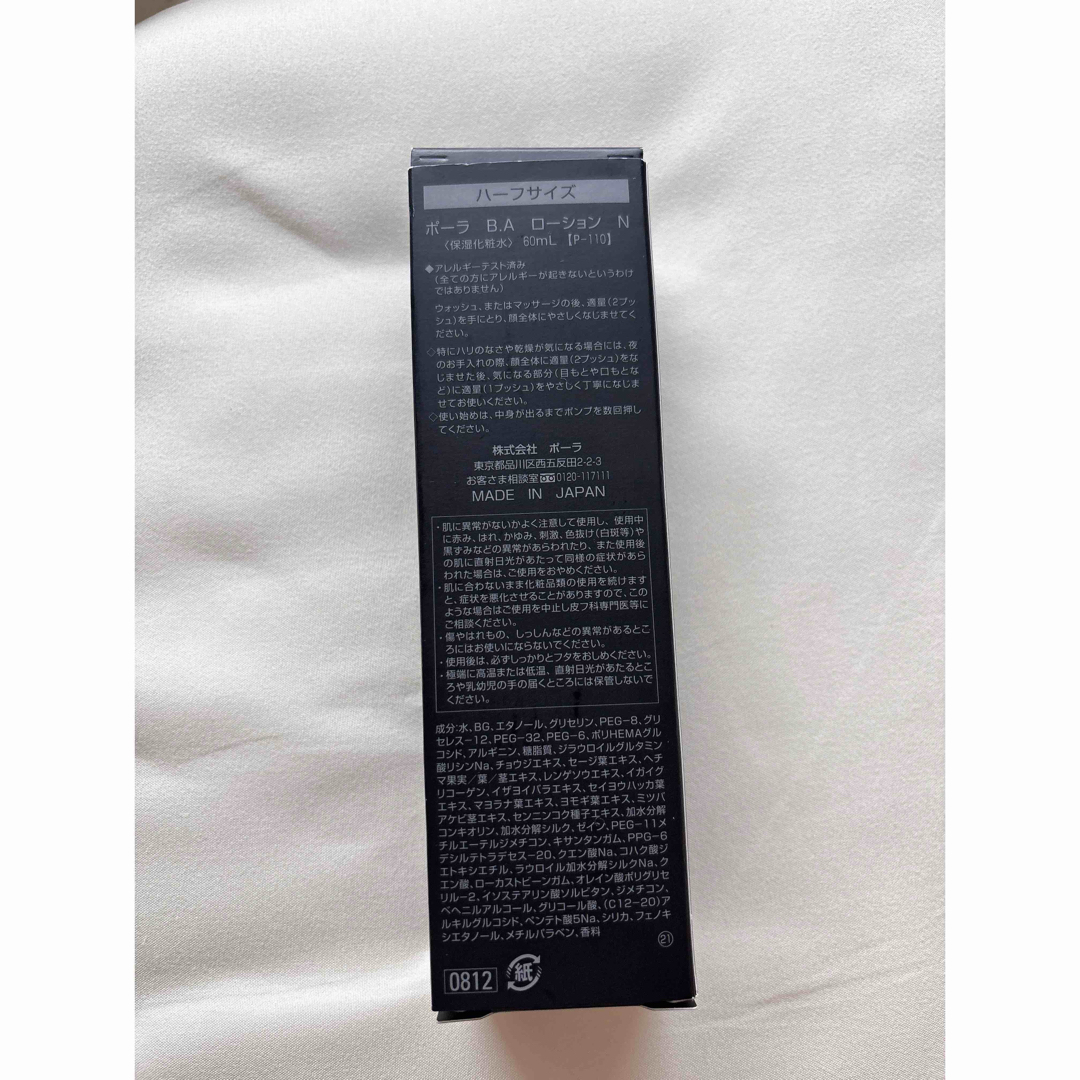 ハーフサイズ
ポーラ B.A ローション N
〈保湿化粧水〉 60mL 【P-110】
◆アレルギーテスト済み
(全ての方にアレルギーが起きないというわけ
ではありません)
ウォッシュ、またはマッサージの後、適量(2プッ
シュ)を手にとり、顔全体にやさしくなじませてく
ださい。
◇特にハリのなさや乾燥が気になる場合には、夜
のお手入れの際、顔全体に適量(2プッシュ)をな
じませた後、気になる部分(目もとや口もとな
ど)に適量(1プッシュ)をやさしく丁寧になじま
せてお使いください。
◇使い始めは、中身が出るまでポンプを数回押し
てください。
株式会社 ポーラ
東京都品川区西五反田2-2-3
お客さま相談室 0120-117111
MADE IN JAPAN
・肌に異常がないかよく注意して使用し、使用中
に赤み、はれ、かゆみ、刺激、色抜け(白斑等)や
黒ずみなどの異常があらわれたり、また使用後
の肌に直射日光があたって同様の症状があら
われた場合は、ご使用をおやめください。
・肌に合わないまま化粧品類の使用を続けます
と、症状を悪化させることがありますので、この
ような場合はご使用を中止し皮フ科専門医等に
ご相談ください。
・傷やはれもの、しっしんなどの異常があるとこ
ろにはお使いにならないでください。
・使用後は、必ずしっかりとフタをおしめください。
・極端に高温または低温、直射日光があたるとこ
ろや乳幼児の手の届くところには保管しないで
ください。
成分:水、BG、エタノール、グリセリン、PEG-8、グリ
セレス-12、PEG-32、PEG-6、ポリHEMAグル
コシド、アルギニン、糖脂質、ジラウロイルグルタミン
酸リシンNa、チョウジエキス、セージ葉エキス、ヘチ
マ果実/葉/茎エキス、レンゲソウエキス、イガイグ
リコーゲン、イザヨイバラエキス、セイヨウハッカ葉
エキス、マヨラナ葉エキス、ヨモギ葉エキス、ミツバ
アケビ茎エキス、センニンコク種子エキス、加水分解
コンキオリン、加水分解シルク、ゼイン、PEG-11メ
チルエーテルジメチコン、キサンタンガム、PPG-6
デシルテトラデセス-20、クエン酸Na、コハク酸ジ
エトキシエチル、ラウロイル加水分解シルクNa、ク
エン酸、ローカストビーンガム、オレイン酸ポリグリセ
リル-2、イソステアリン酸ソルビタン、ジメチコン、
ベヘニルアルコール、グリコール酸、(C12-20)ア
ルキルグルコシド、ペンテト酸5Na、シリカ、フェノキ
シエタノール、メチルパラベン、香料
㉑
0812 紙